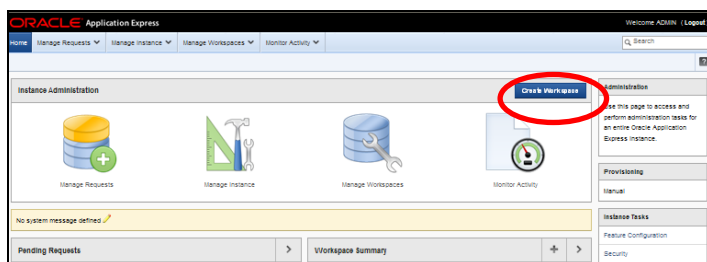 ORACLE Application Express
Welcome ADMIN (Logout
Home Manage Requests Manage Instance Manage Workspaces Monitor Activity
Search
Instance Administration
Create Workspace
Manage Requests
Manage Instance
Manage Workspaces
Monitor Activity
No system message defined
Pending Requests
Workspace Summary
Administration
Use this page to access and
perform administration tasks for
an entire Oracle Application
Express instance.
Provisioning
Manual
Instance Tasks
Feature Configuration
Security